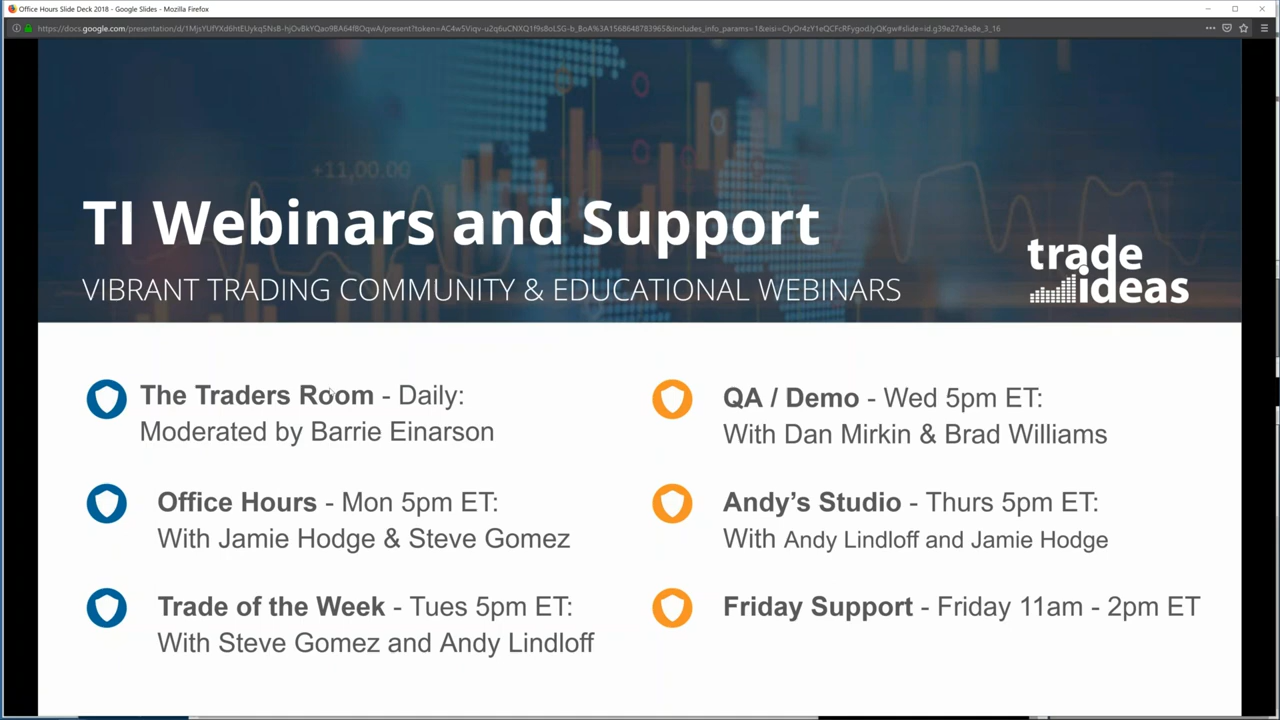 Office Hours Slide Deck 2018 - Google Slides - Mozilla Firefox
+11,00.00
TI Webinars and Support
VIBRANT TRADING COMMUNITY & EDUCATIONAL WEBINARS
trade
ideas
The Traders Room - Daily:
Moderated by Barrie Einarson
Office Hours - Mon 5pm ET:
With Jamie Hodge & Steve Gomez
Trade of the Week - Tues 5pm ET:
With Steve Gomez and Andy Lindloff
QA / Demo - Wed 5pm ET:
With Dan Mirkin & Brad Williams
Andy’s Studio - Thurs 5pm ET:
With Andy Lindloff and Jamie Hodge
Friday Support - Friday 11am - 2pm ET